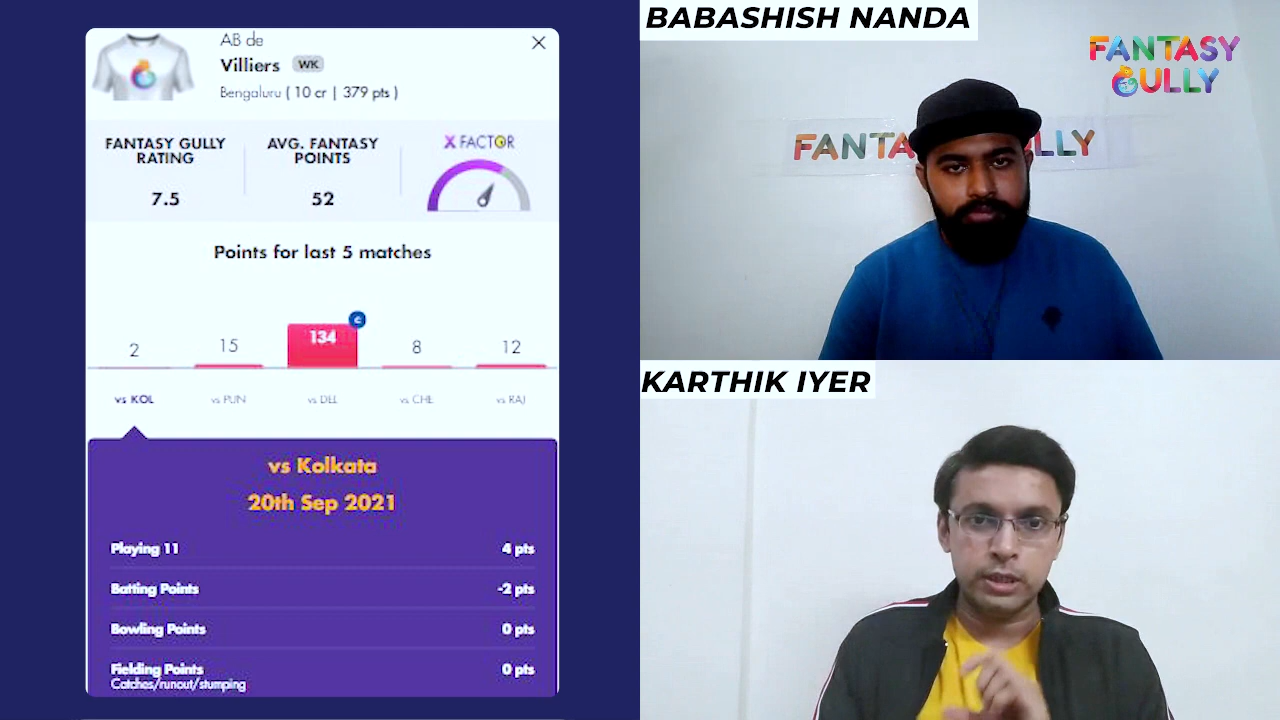 AB de
Villiers WK
Bengaluru ( 10 cr | 379 pts )
FANTASY GULLY
RATING
7.5
AVG. FANTASY
POINTS
52
X FACTOR
Points for last 5 matches
2
15
134
c
8
12
vs KOL
vs PUN
vs DEL
vs CHE
vs RAJ
vs Kolkata
20th Sep 2021
Playing 11 4 pts
Batting Points -2 pts
Bowling Points 0 pts
Fielding Points 0 pts
Catches/runout/stumping
BABASHISH NANDA
FANTASY
GULLY
FANTA ULLY
KARTHIK IYER